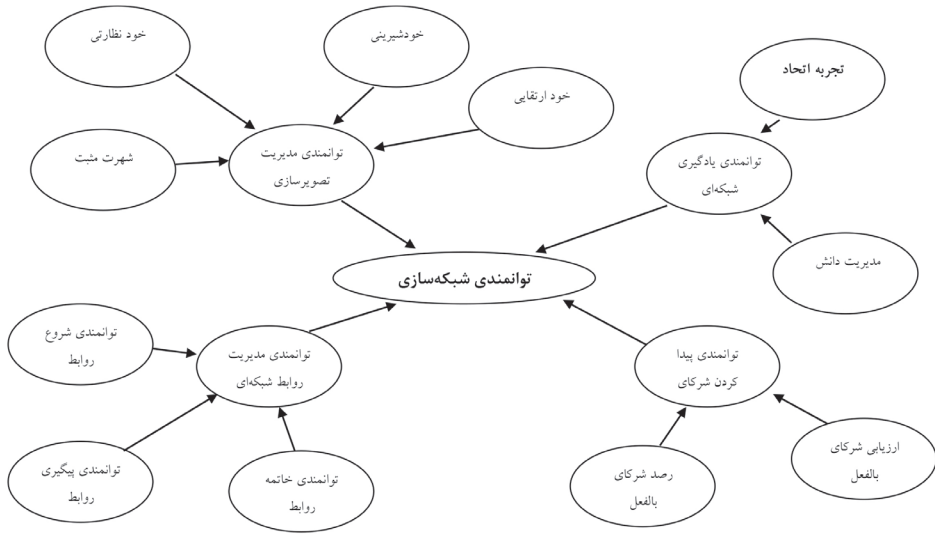 خودشیرینی
خود نظارتی
تجربه اتحاد
خود ارتقایی
توانمندی مدیریت
تصویرسازی
شهرت مثبت
توانمندی یادگیری
شبکه‌ای
مدیریت دانش
توانمندی شبکه‌سازی
توانمندی شروع
روابط
توانمندی مدیریت
روابط شبکه‌ای
توانمندی پیدا
کردن شرکای
ارزیابی شرکای
بالفعل
توانمندی پیگیری
روابط
توانمندی خاتمه
روابط
رصد شرکای
بالفعل